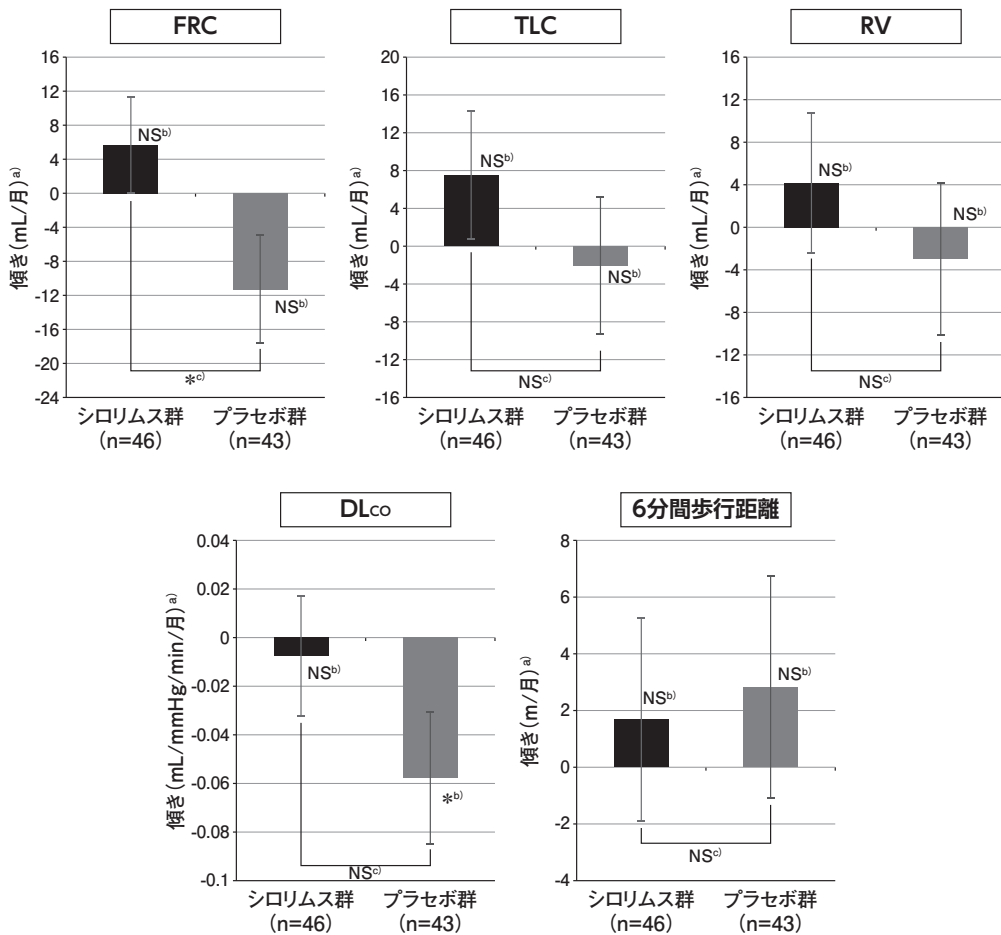 FRC
16
12
8
4
0
-4
-8
-12
-16
-20
-24
傾き(mL/月)a)
NSb)
NSb)
*c)
シロリムス群
(n=46)
プラセボ群
(n=43)
TLC
20
16
12
8
4
0
-4
-8
-12
-16
傾き(mL/月)a)
NSb)
NSb)
NSc)
シロリムス群
(n=46)
プラセボ群
(n=43)
RV
16
12
8
4
0
-4
-8
-12
-16
傾き(mL/月)a)
NSb)
NSb)
NSc)
シロリムス群
(n=46)
プラセボ群
(n=43)
DLco
0.04
0.02
0
-0.02
-0.04
-0.06
-0.08
-0.1
傾き(mL/mmHg/min/月)a)
NSb)
*b)
NSc)
シロリムス群
(n=46)
プラセボ群
(n=43)
6分間歩行距離
8
6
4
2
0
-2
-4
傾き(m/月)a)
NSb)
NSb)
NSc)
シロリムス群
(n=46)
プラセボ群
(n=43)